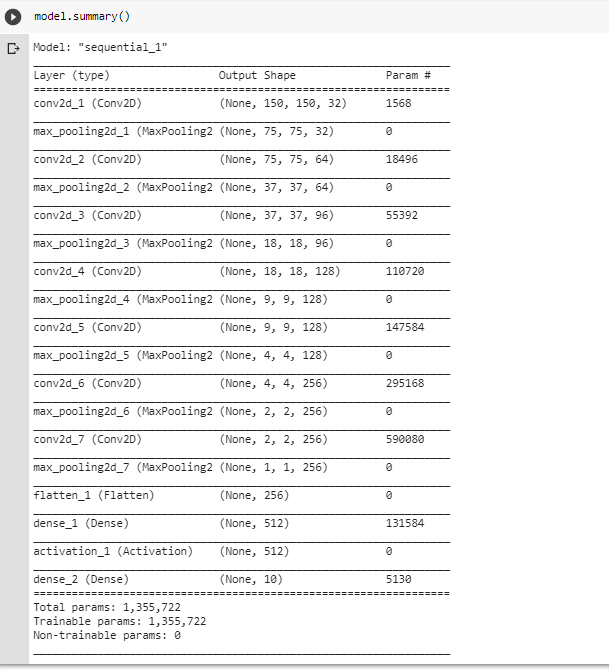 model.summary()
Model: "sequential_1"
Layer (type) Output Shape Param #
conv2d_1 (Conv2D) (None, 150, 150, 32) 1568
max_pooling2d_1 (MaxPooling2 (None, 75, 75, 32) 0
conv2d_2 (Conv2D) (None, 75, 75, 64) 18496
max_pooling2d_2 (MaxPooling2 (None, 37, 37, 64) 0
conv2d_3 (Conv2D) (None, 37, 37, 96) 55392
max_pooling2d_3 (MaxPooling2 (None, 18, 18, 96) 0
conv2d_4 (Conv2D) (None, 18, 18, 128) 110720
max_pooling2d_4 (MaxPooling2 (None, 9, 9, 128) 0
conv2d_5 (Conv2D) (None, 9, 9, 128) 147584
max_pooling2d_5 (MaxPooling2 (None, 4, 4, 128) 0
conv2d_6 (Conv2D) (None, 4, 4, 256) 295168
max_pooling2d_6 (MaxPooling2 (None, 2, 2, 256) 0
conv2d_7 (Conv2D) (None, 2, 2, 256) 590080
max_pooling2d_7 (MaxPooling2 (None, 1, 1, 256) 0
flatten_1 (Flatten) (None, 256) 0
dense_1 (Dense) (None, 512) 131584
activation_1 (Activation) (None, 512) 0
dense_2 (Dense) (None, 10) 5130
Total params: 1,355,722
Trainable params: 1,355,722
Non-trainable params: 0